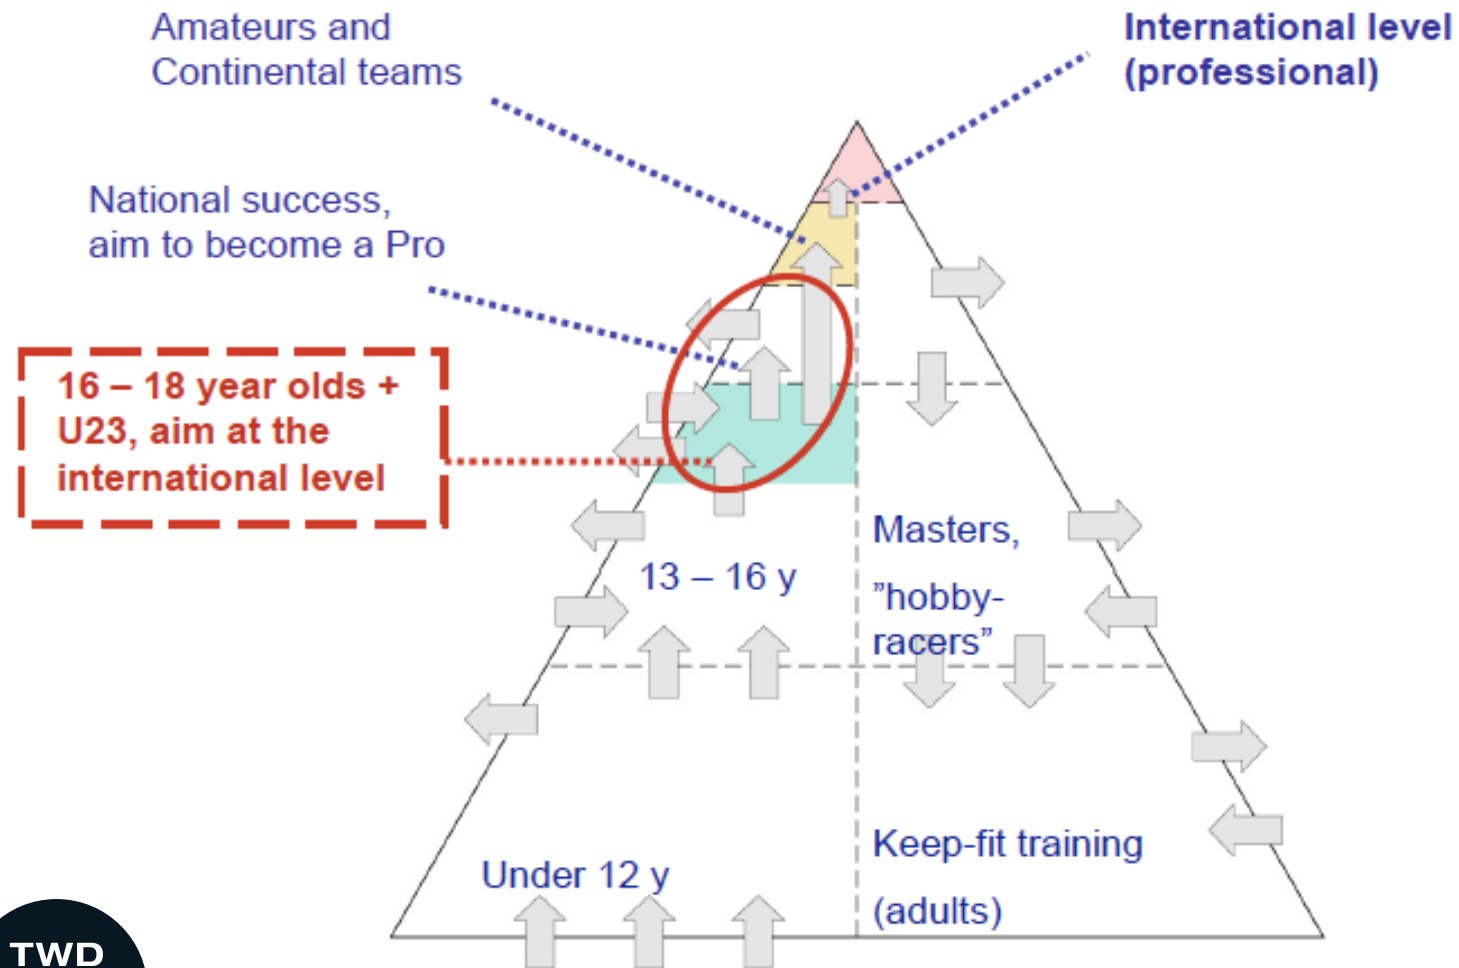 Amateurs and
Continental teams
International level
(professional)
National success,
aim to become a Pro
16 – 18 year olds +
U23, aim at the
international level
Masters,
”hobby-
racers”
13 – 16 y
Keep-fit training
(adults)
Under 12 y
TWD